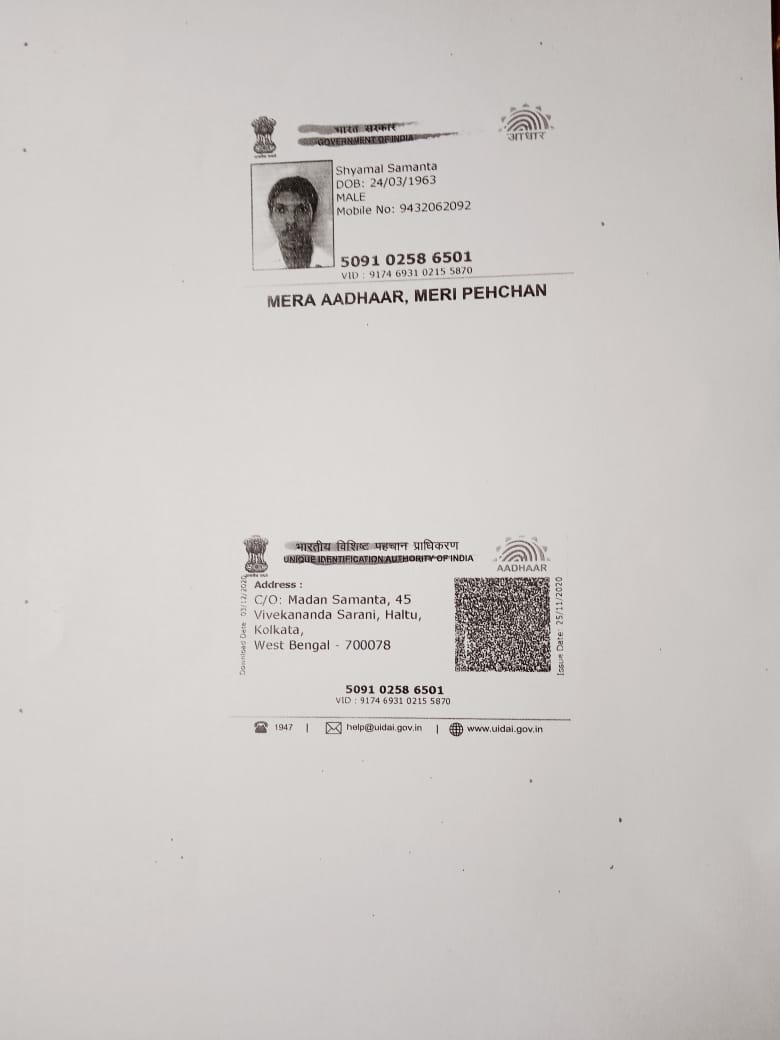 भारत सरकार
GOVERNMENT OF INDIA
आधार
Shyamal Samanta
DOB: 24/03/1963
MALE
Mobile No: 9432062092
5091 0258 6501
VID : 9174 6931 0215 5870
MERA AADHAAR, MERI PEHCHAN
भारतीय विशिष्ट पहचान प्राधिकरण
UNIQUE IDENTIFICATION AUTHORITY OF INDIA
AADHAAR
Download Date: 03/12/2020
Address :
C/O: Madan Samanta, 45
Vivekananda Sarani, Haltu,
Kolkata,
West Bengal - 700078
Issue Date: 25/11/2020
5091 0258 6501
VID : 9174 6931 0215 5870
1947 | help@uidai.gov.in | www.uidai.gov.in